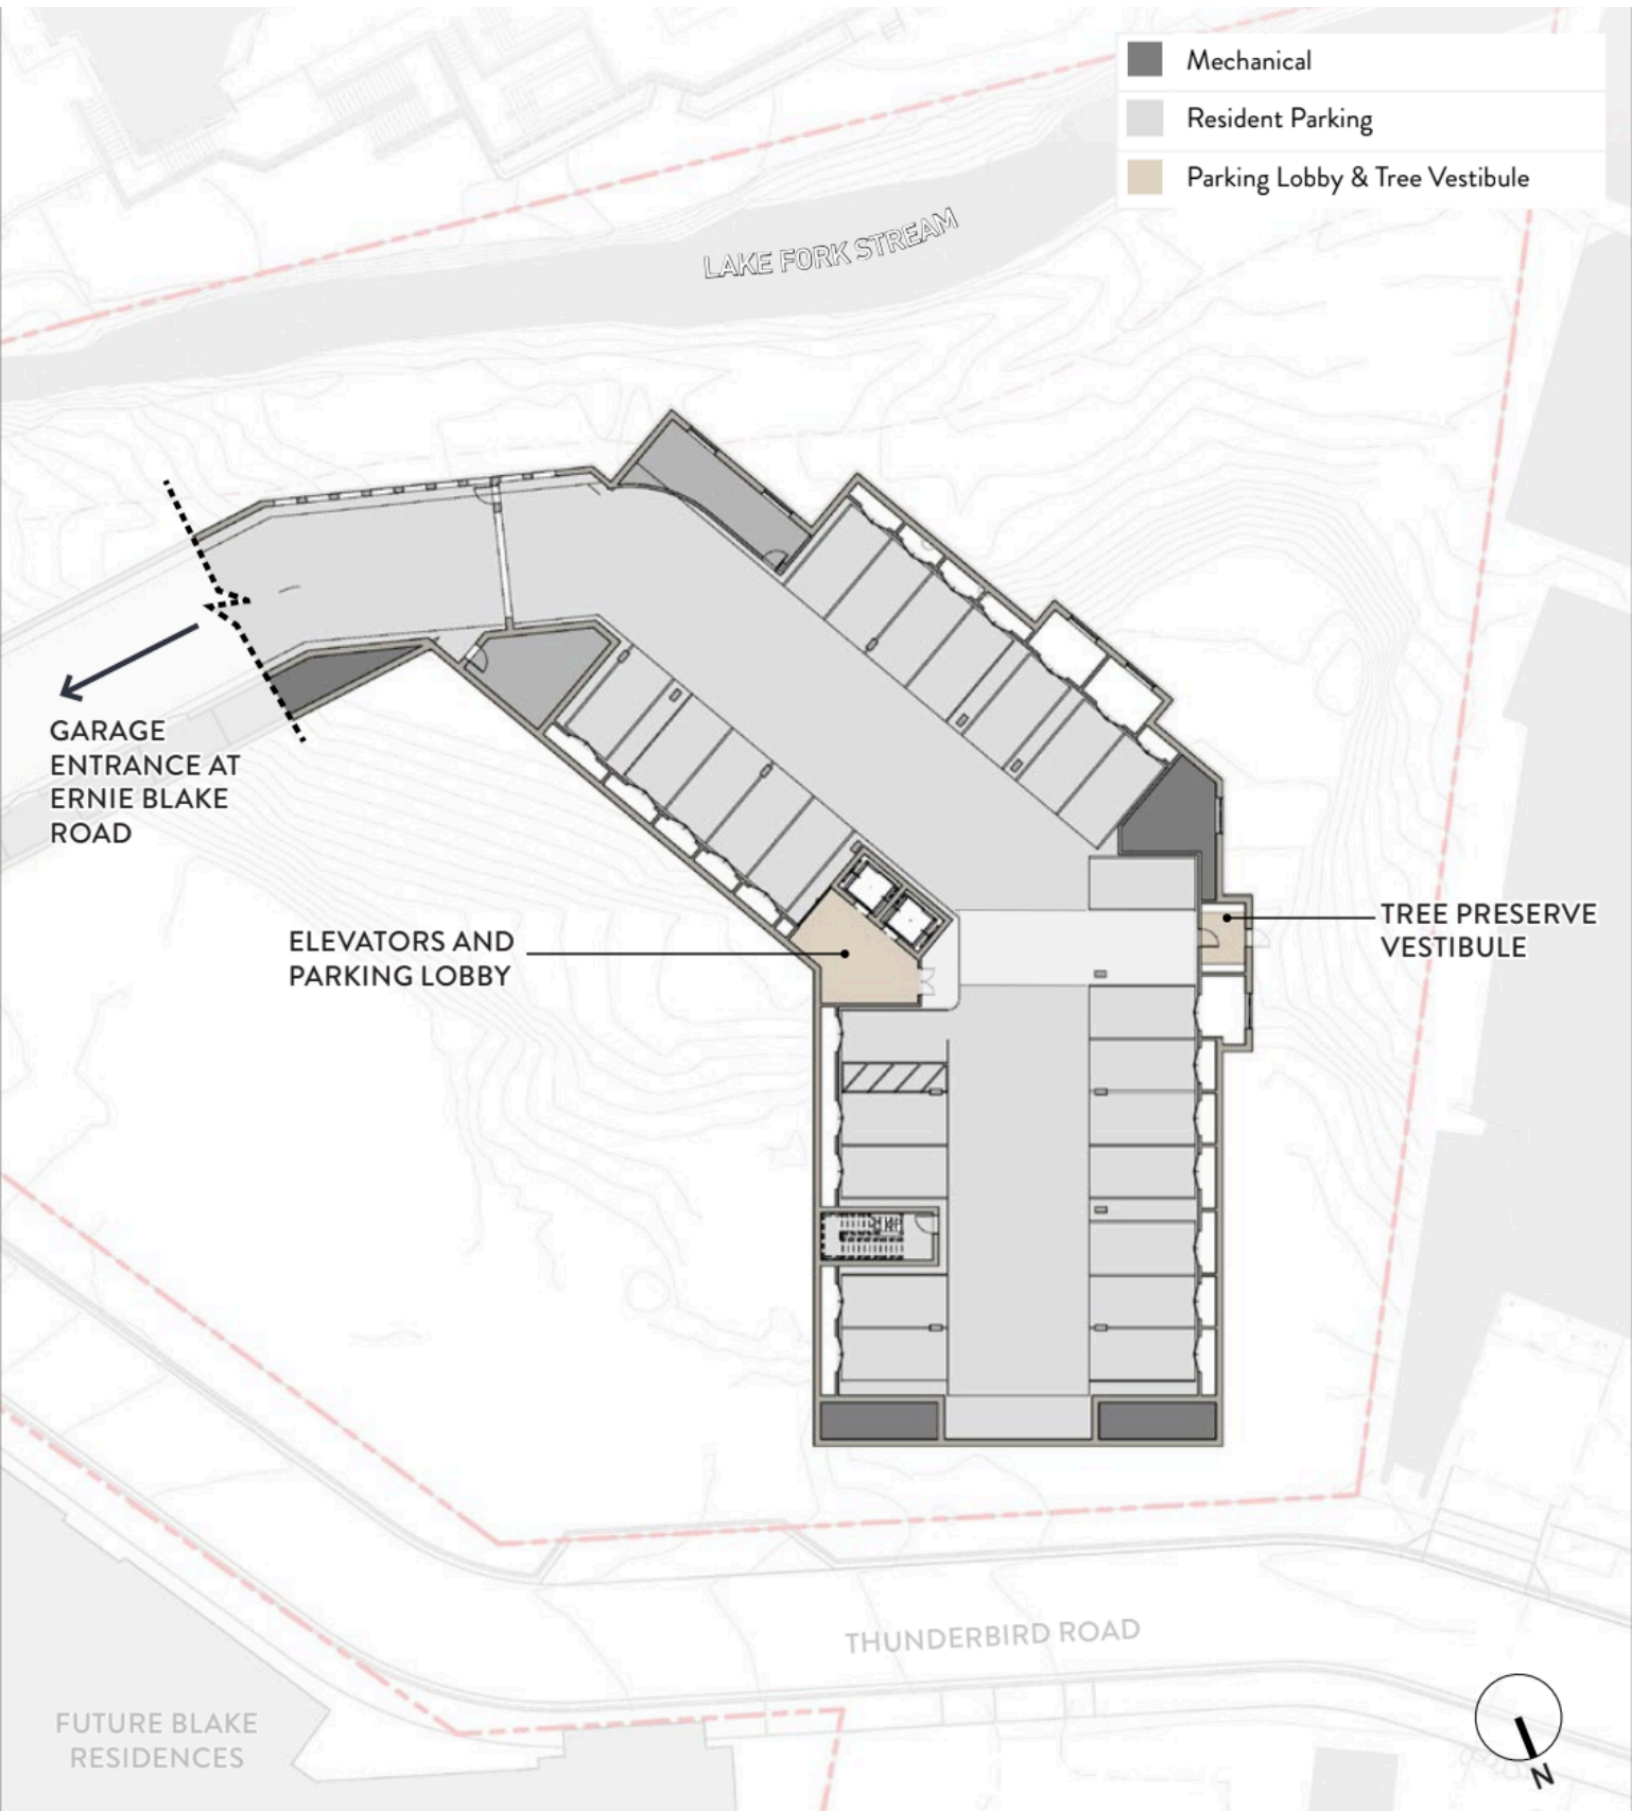 Mechanical
Resident Parking
Parking Lobby & Tree Vestibule
LAKE FORK STREAM
GARAGE
ENTRANCE AT
ERNIE BLAKE
ROAD
ELEVATORS AND
PARKING LOBBY
TREE PRESERVE
VESTIBULE
THUNDERBIRD ROAD
FUTURE BLAKE
RESIDENCES
N